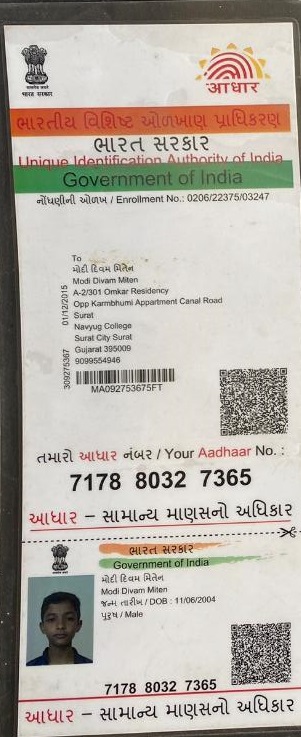 भारत सरकार
आधार
ભારતીય વિશિષ્ટ ઓળખાણ પ્રાધિકરણ
ભારત સરકાર
Unique Identification Authority of India
Government of India
નોંધણીની ઓળખ / Enrollment No.: 0206/22375/03247
To
મોદી દિવમ મિતેન
Modi Divam Miten
A-2/301 Omkar Residency
Opp Karmbhumi Appartment Canal Road
Surat
Navyug College
Surat City Surat
Gujarat 395009
9099554946
01/12/2015
309275367
MA092753675FT
તમારો આધાર નંબર / Your Aadhaar No. :
7178 8032 7365
આધાર – સામાન્ય માણસનો અધિકાર
ભારત સરકાર
Government of India
મોદી દિવમ મિતેન
Modi Divam Miten
જન્મ તારીખ / DOB : 11/06/2004
પુરુષ / Male
7178 8032 7365
આધાર – સામાન્ય માણસનો અધિકાર